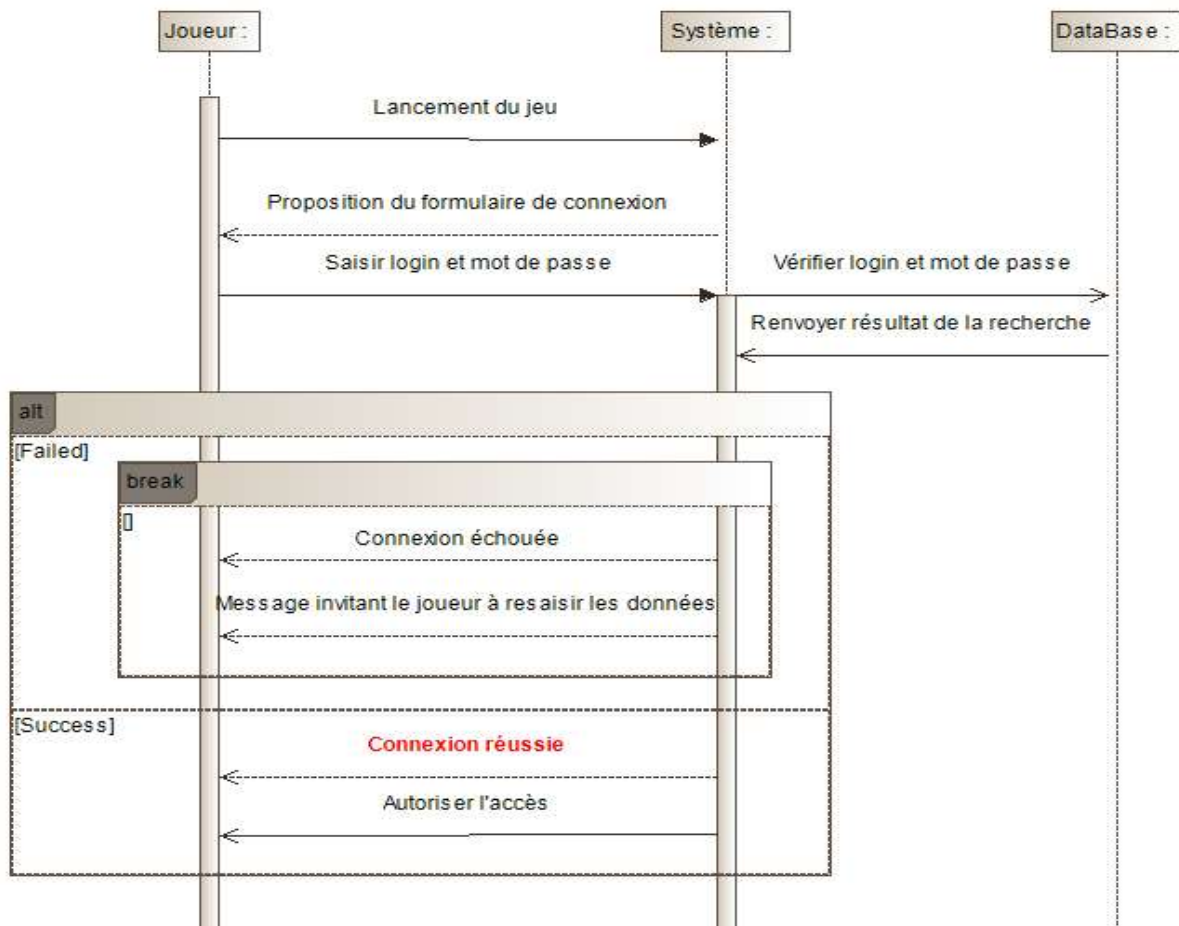 Joueur :
Système :
DataBase :
Lancement du jeu
Proposition du formulaire de connexion
Saisir login et mot de passe
Vérifier login et mot de passe
Renvoyer résultat de la recherche
alt
[Failed]
break
[]
Connexion échouée
Message invitant le joueur à resaisir les données
[Success]
Connexion réussie
Autoriser l'accès